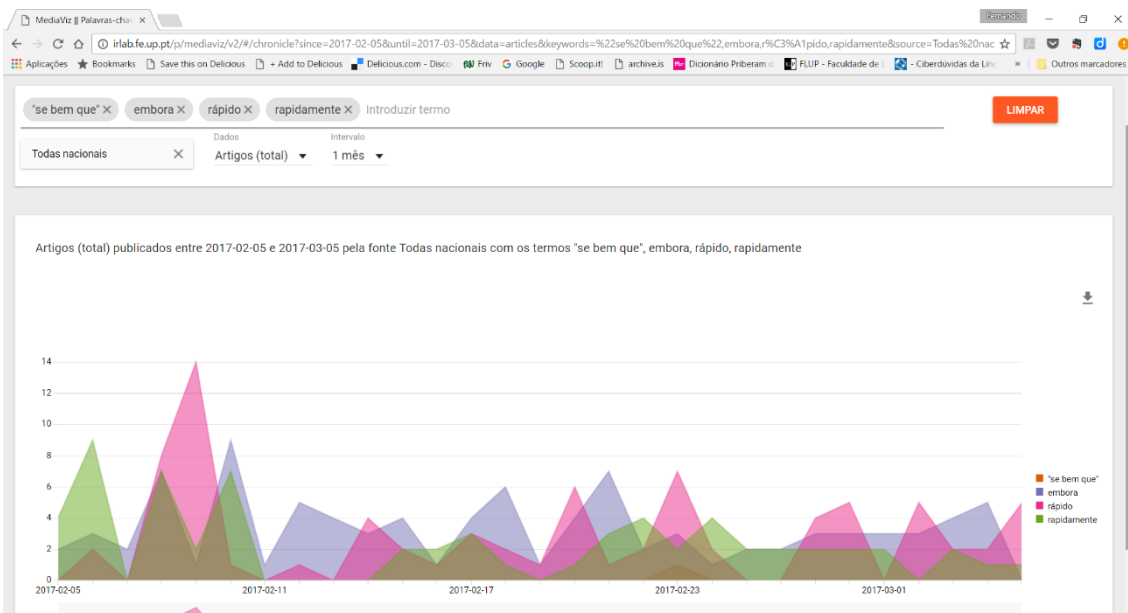 MediaViz || Palavras-chav
Fernando
irlab.fe.up.pt/p/mediaviz/v2/#/chronicle?since=2017-02-05&until=2017-03-05&data=articles&keywords=%22se%20bem%20que%22,embora,r%C3%A1pido,rapidamente&source=Todas%20nac
Aplicações Bookmarks Save this on Delicious + Add to Delicious Delicious.com - Disco Friv Google Scoop.it! archive.is Dicionário Priberam d FLUP - Faculdade de L - Ciberdúvidas da Lín » Outros marcadores
"se bem que" × embora × rápido × rapidamente × Introduzir termo LIMPAR
Dados Intervalo
Todas nacionais × Artigos (total) 1 mês
Artigos (total) publicados entre 2017-02-05 e 2017-03-05 pela fonte Todas nacionais com os termos "se bem que", embora, rápido, rapidamente
14
12
10
8
6
4
2
0
"se bem que"
embora
rápido
rapidamente
2017-02-05 2017-02-11 2017-02-17 2017-02-23 2017-03-01